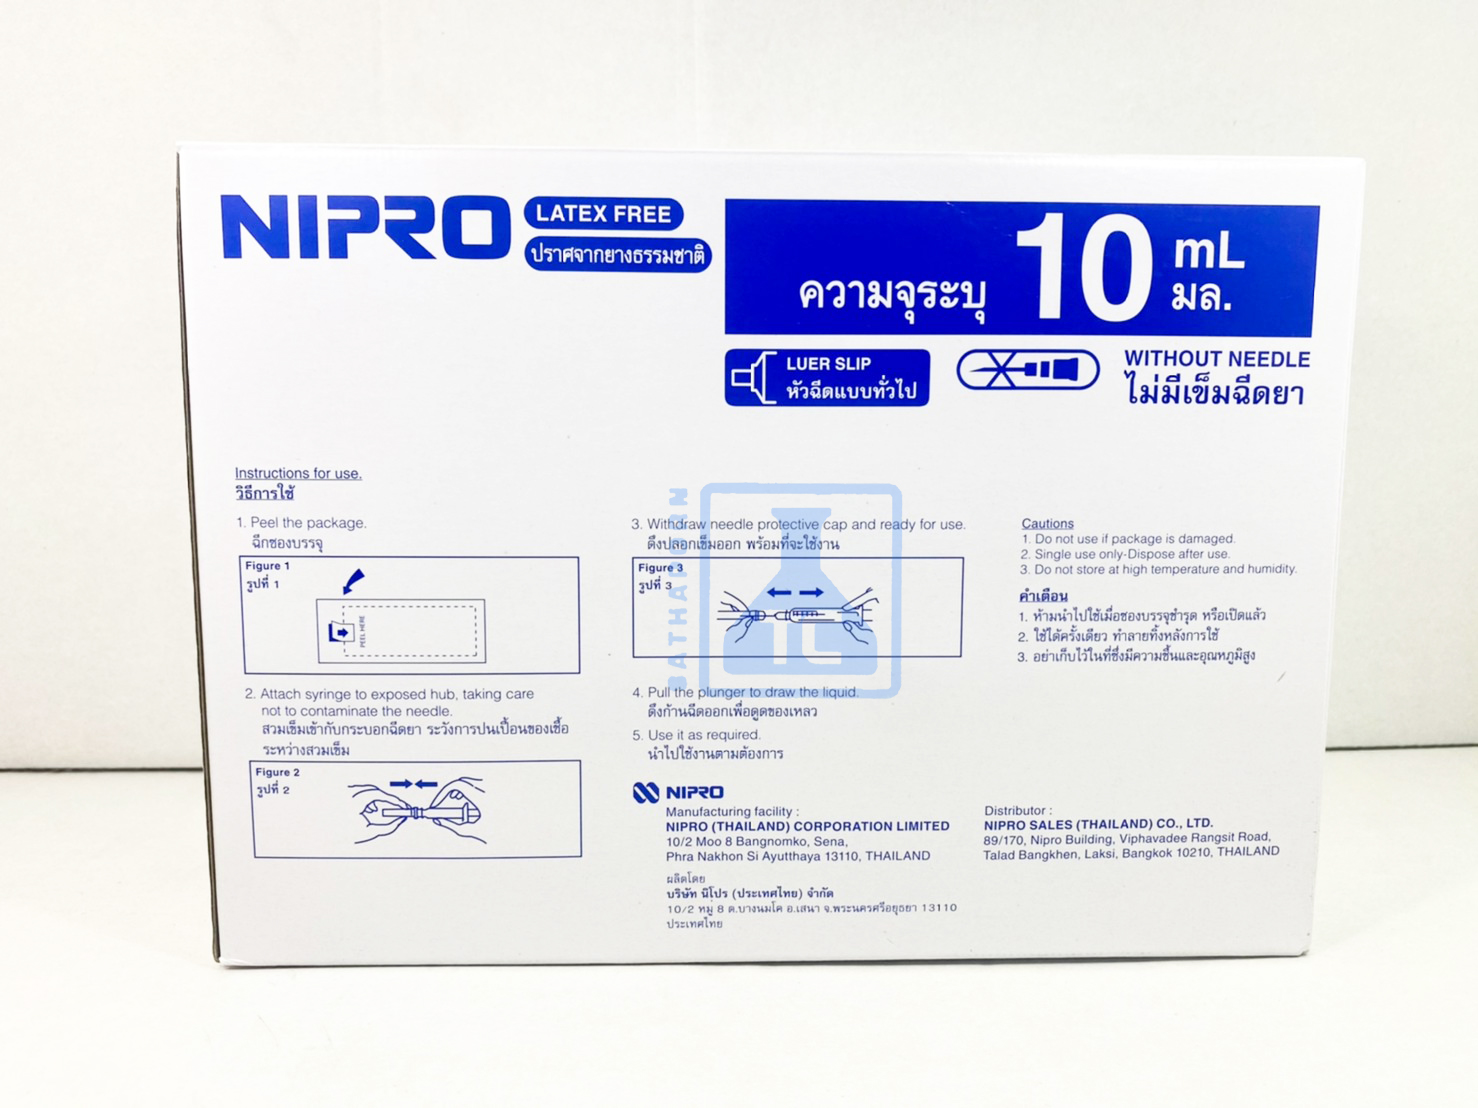 NIPRO
LATEX FREE
ปราศจากยางธรรมชาติ
ความจุระบุ 10 mL มล.
LUER SLIP
หัวฉีดแบบทั่วไป
WITHOUT NEEDLE
ไม่มีเข็มฉีดยา
Instructions for use.
วิธีการใช้
1. Peel the package.
ฉีกซองบรรจุ
Figure 1
รูปที่ 1
PEEL HERE
2. Attach syringe to exposed hub, taking care
not to contaminate the needle.
สวมเข็มเข้ากับกระบอกฉีดยา ระวังการปนเปื้อนของเชื้อ
ระหว่างสวมเข็ม
Figure 2
รูปที่ 2
3. Withdraw needle protective cap and ready for use.
ดึงปลอกเข็มออก พร้อมที่จะใช้งาน
Figure 3
รูปที่ 3
BATHAKORN
4. Pull the plunger to draw the liquid.
ดึงก้านฉีดออกเพื่อดูดของเหลว
5. Use it as required.
นำไปใช้งานตามต้องการ
Cautions
1. Do not use if package is damaged.
2. Single use only-Dispose after use.
3. Do not store at high temperature and humidity.
คำเตือน
1. ห้ามนำไปใช้เมื่อซองบรรจุชำรุด หรือเปิดแล้ว
2. ใช้ได้ครั้งเดียว ทำลายทิ้งหลังการใช้
3. อย่าเก็บไว้ในที่ซึ่งมีความชื้นและอุณหภูมิสูง
NIPRO
Manufacturing facility :
NIPRO (THAILAND) CORPORATION LIMITED
10/2 Moo 8 Bangnomko, Sena,
Phra Nakhon Si Ayutthaya 13110, THAILAND
ผลิตโดย
บริษัท นิโปร (ประเทศไทย) จำกัด
10/2 หมู่ 8 ต.บางนมโค อ.เสนา จ.พระนครศรีอยุธยา 13110
ประเทศไทย
Distributor :
NIPRO SALES (THAILAND) CO., LTD.
89/170, Nipro Building, Viphavadee Rangsit Road,
Talad Bangkhen, Laksi, Bangkok 10210, THAILAND